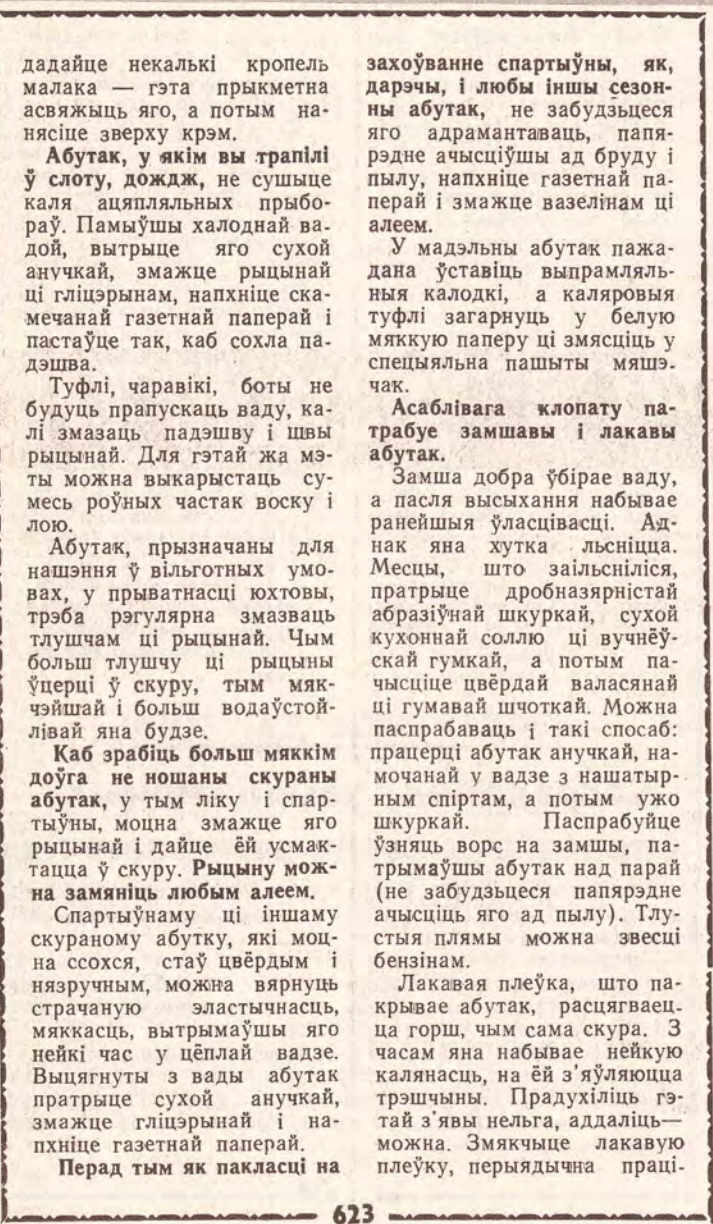 дадайце некалькі кропель
малака — гэта прыкметна
асвяжыць яго, а потым на-
нясіце зверху крэм.
Абутак, у якім вы трапілі
ў слоту, дождж, не сушыце
каля ацяпляльных прыбо-
раў. Памыўшы халоднай ва-
дой, вытрыце яго сухой
анучкай, змажце рыцынай
ці гліцэрынам, напхніце ска-
мечанай газетнай паперай і
пастаўце так, каб сохла па-
дэшва.
Туфлі, чаравікі, боты не
будуць прапускаць ваду, ка-
лі змазаць падэшву і швы
рыцынай. Для гэтай жа мэ-
ты можна выкарыстаць су-
месь роўных частак воску і
лою.
Абутак, прызначаны для
нашэння ў вільготных умо-
вах, у прыватнасці юхтовы,
трэба рэгулярна змазваць
тлушчам ці рыцынай. Чым
больш тлушчу ці рыцыны
ўцерці ў скуру, тым мяк-
чэйшай і больш водаўстой-
лівай яна будзе.
Каб зрабіць больш мяккім
доўга не ношаны скураны
абутак, у тым ліку і спар-
тыўны, моцна змажце яго
рыцынай і дайце ёй усмак-
тацца ў скуру. Рыцыну мож-
на замяніць любым алеем.
Спартыўнаму ці іншаму
скураному абутку, які моц-
на ссохся, стаў цвёрдым і
нязручным, можна вярнуць
страчаную эластычнасць,
мяккасць, вытрымаўшы яго
нейкі час у цёплай вадзе.
Выцягнуты з вады абутак
пратрыце сухой анучкай,
змажце гліцэрынай і на-
пхніце газетнай паперай.
Перад тым як пакласці на
захоўванне спартыўны, як,
дарэчы, і любы іншы сезон-
ны абутак, не забудзьцеся
яго адрамантаваць, папя-
рэдне ачысціўшы ад бруду і
пылу, напхніце газетнай па-
перай і змажце вазелінам ці
алеем.
У мадэльны абутак пажа-
дана ўставіць выпрамляль-
ныя калодкі, а каляровыя
туфлі загарнуць у белую
мяккую паперу ці змясціць у
спецыяльна пашыты мяшэ-
чак.
Асаблівага клопату па-
трабуе замшавы і лакавы
абутак.
Замша добра ўбірае ваду,
а пасля высыхання набывае
ранейшыя ўласцівасці. Ад-
нак яна хутка льсніцца.
Месцы, што заільсніліся,
пратрыце дробназярністай
абразіўнай шкуркай, сухой
кухоннай соллю ці вучнёў-
скай гумкай, а потым па-
чысціце цвёрдай валасянай
ці гумавай шчоткай. Можна
паспрабаваць і такі спосаб:
працерці абутак анучкай, на-
мочанай у вадзе з нашатыр-
ным спіртам, а потым ужо
шкуркай. Паспрабуйце
ўзняць ворс на замшы, па-
трымаўшы абутак над парай
(не забудзьцеся папярэдне
ачысціць яго ад пылу). Тлу-
стыя плямы можна звесці
бензінам.
Лакавая плеўка, што па-
крывае абутак, расцягваец-
ца горш, чым сама скура. З
часам яна набывае нейкую
калянасць, на ёй з'яўляюцца
трэшчыны. Прадухіліць гэ-
тай з'явы нельга, аддаліць—
можна. Змякчыце лакавую
плеўку, перыядычна праці-
623